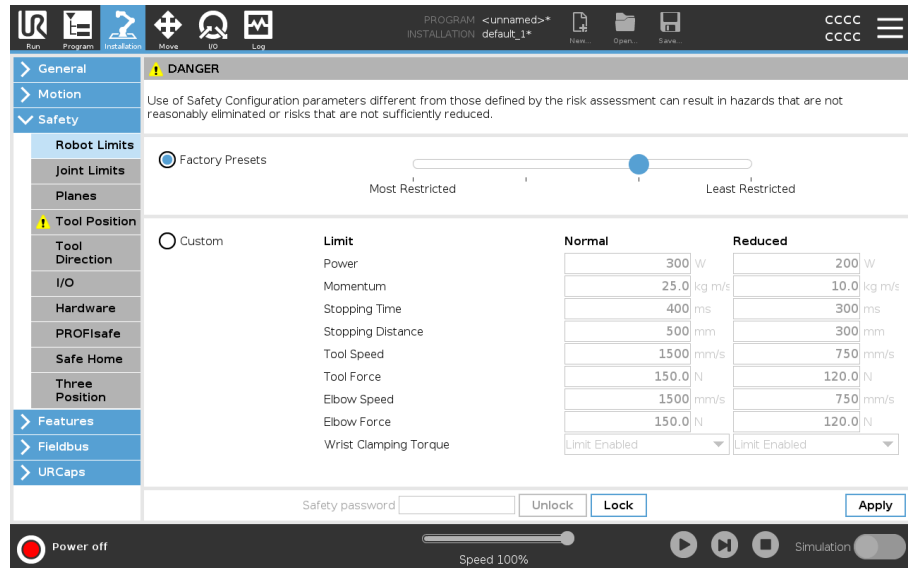 PROGRAM <unnamed>*
INSTALLATION default_1*
CCCC
CCCC
UR
Run
Program
Installation
Move
I/O
Log
New...
Open...
Save...
General
Motion
Safety
Robot Limits
Joint Limits
Planes
Tool Position
Tool
Direction
I/O
Hardware
PROFIsafe
Safe Home
Three
Position
Features
Fieldbus
URCaps
DANGER
Use of Safety Configuration parameters different from those defined by the risk assessment can result in hazards that are not
reasonably eliminated or risks that are not sufficiently reduced.
Factory Presets
Most Restricted Least Restricted
Custom Limit Normal Reduced
Power 300 W 200 W
Momentum 25.0 kg m/s 10.0 kg m/s
Stopping Time 400 ms 300 ms
Stopping Distance 500 mm 300 mm
Tool Speed 1500 mm/s 750 mm/s
Tool Force 150.0 N 120.0 N
Elbow Speed 1500 mm/s 750 mm/s
Elbow Force 150.0 N 120.0 N
Wrist Clamping Torque Limit Enabled Limit Enabled
Safety password Unlock Lock Apply
Power off
Speed 100%
Simulation